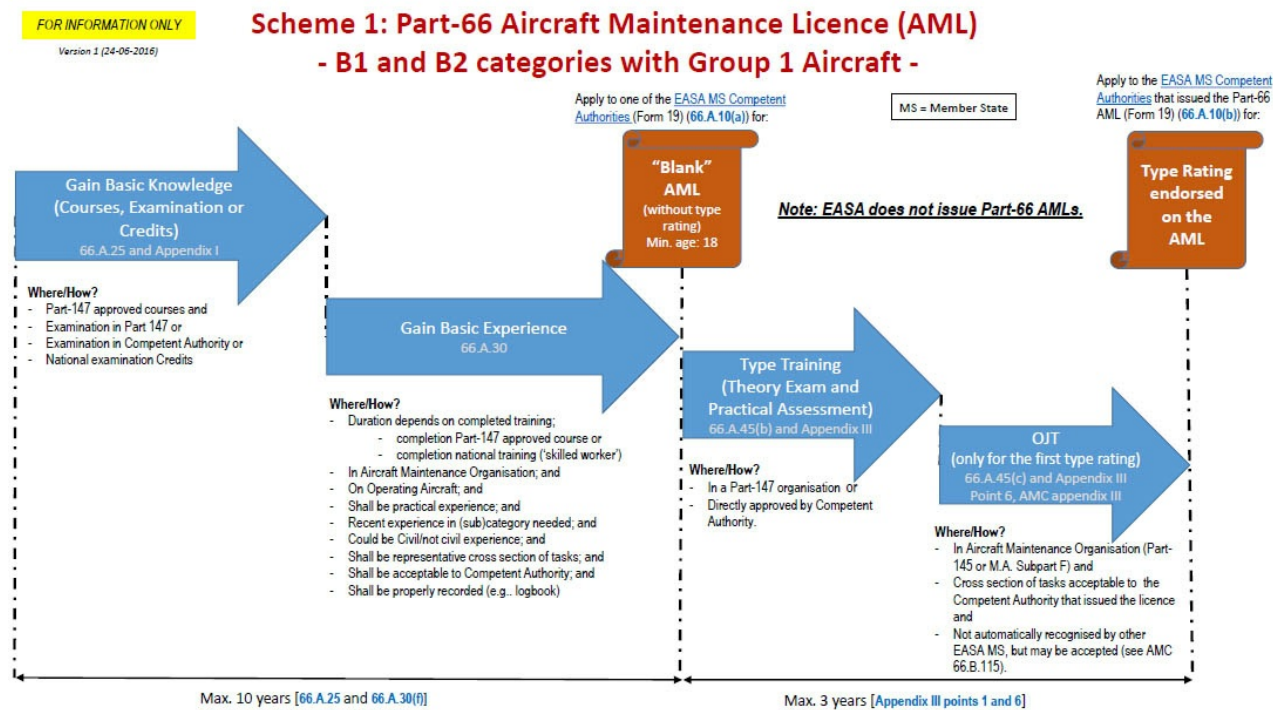 FOR INFORMATION ONLY
Version 1 (24-06-2016)
Scheme 1: Part-66 Aircraft Maintenance Licence (AML)
- B1 and B2 categories with Group 1 Aircraft -
Apply to one of the EASA MS Competent
Authorities (Form 19) (66.A.10(a)) for:
MS = Member State
Apply to the EASA MS Competent
Authorities that issued the Part-66
AML (Form 19) (66.A.10(b)) for:
Gain Basic Knowledge
(Courses, Examination or
Credits)
66.A.25 and Appendix I
"Blank"
AML
(without type
rating)
Min. age: 18
Note: EASA does not issue Part-66 AMLs.
Type Rating
endorsed
on the
AML
Where/How?
- Part-147 approved courses and
- Examination in Part 147 or
- Examination in Competent Authority or
- National examination Credits
Gain Basic Experience
66.A.30
Where/How?
- Duration depends on completed training;
- completion Part-147 approved course or
- completion national training ('skilled worker')
- In Aircraft Maintenance Organisation; and
- On Operating Aircraft; and
- Shall be practical experience; and
- Recent experience in (sub)category needed; and
- Could be Civil/not civil experience; and
- Shall be representative cross section of tasks; and
- Shall be acceptable to Competent Authority; and
- Shall be properly recorded (e.g.. logbook)
Type Training
(Theory Exam and
Practical Assessment)
66.A.45(b) and Appendix III
Where/How?
- In a Part-147 organisation or
- Directly approved by Competent
Authority.
OJT
(only for the first type rating)
66.A.45(c) and Appendix III
Point 6, AMC appendix III
Where/How?
- In Aircraft Maintenance Organisation (Part-
145 or M.A. Subpart F) and
- Cross section of tasks acceptable to the
Competent Authority that issued the licence
and
- Not automatically recognised by other
EASA MS, but may be accepted (see AMC
66.B.115).
Max. 10 years [66.A.25 and 66.A.30(f)]
Max. 3 years [Appendix III points 1 and 6]